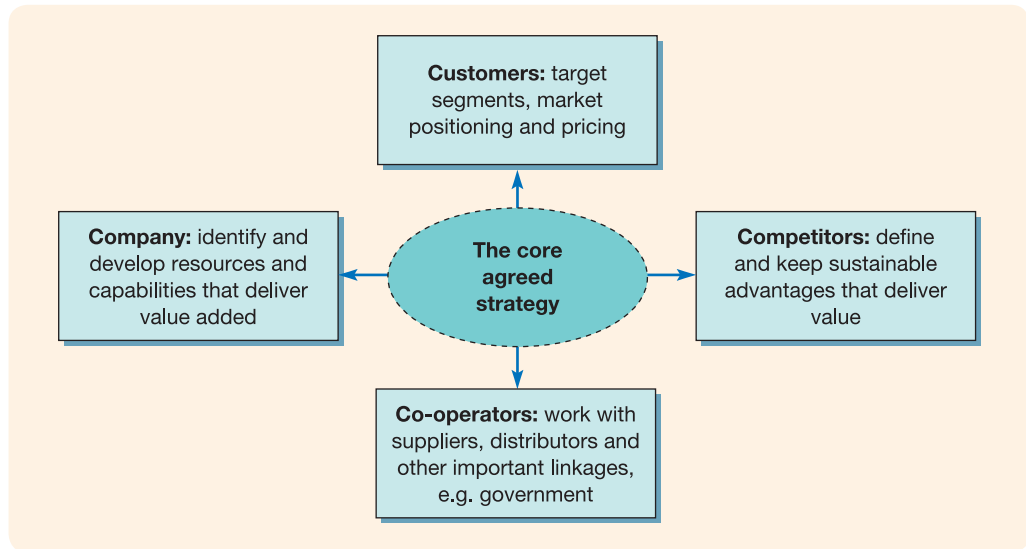 Customers: target
segments, market
positioning and pricing
Company: identify and
develop resources and
capabilities that deliver
value added
The core
agreed
strategy
Competitors: define
and keep sustainable
advantages that deliver
value
Co-operators: work with
suppliers, distributors and
other important linkages,
e.g. government